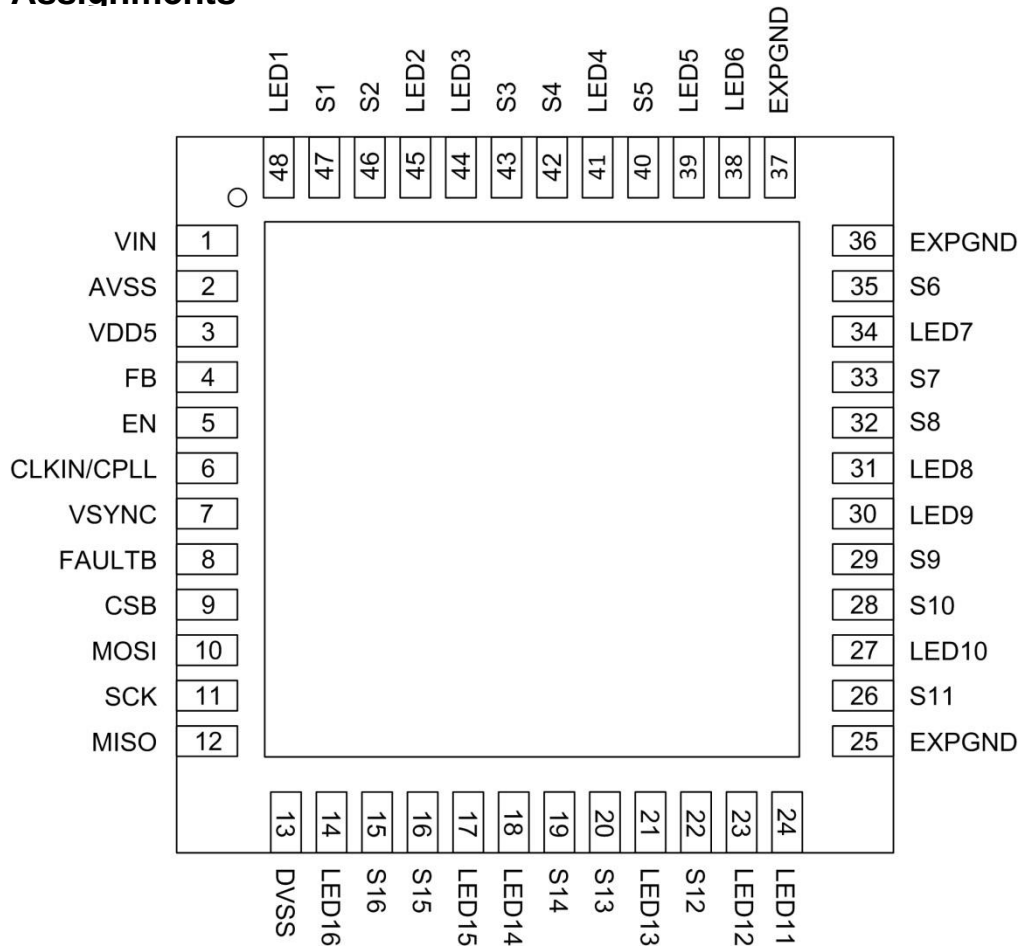 Assignments
LED1 S1 S2 LED2 LED3 S3 S4 LED4 S5 LED5 LED6 EXPGND
48 47 46 45 44 43 42 41 40 39 38 37
VIN 1 36 EXPGND
AVSS 2 35 S6
VDD5 3 34 LED7
FB 4 33 S7
EN 5 32 S8
CLKIN/CPLL 6 31 LED8
VSYNC 7 30 LED9
FAULTB 8 29 S9
CSB 9 28 S10
MOSI 10 27 LED10
SCK 11 26 S11
MISO 12 25 EXPGND
13 14 15 16 17 18 19 20 21 22 23 24
DVSS LED16 S16 S15 LED15 LED14 S14 S13 LED13 S12 LED12 LED11